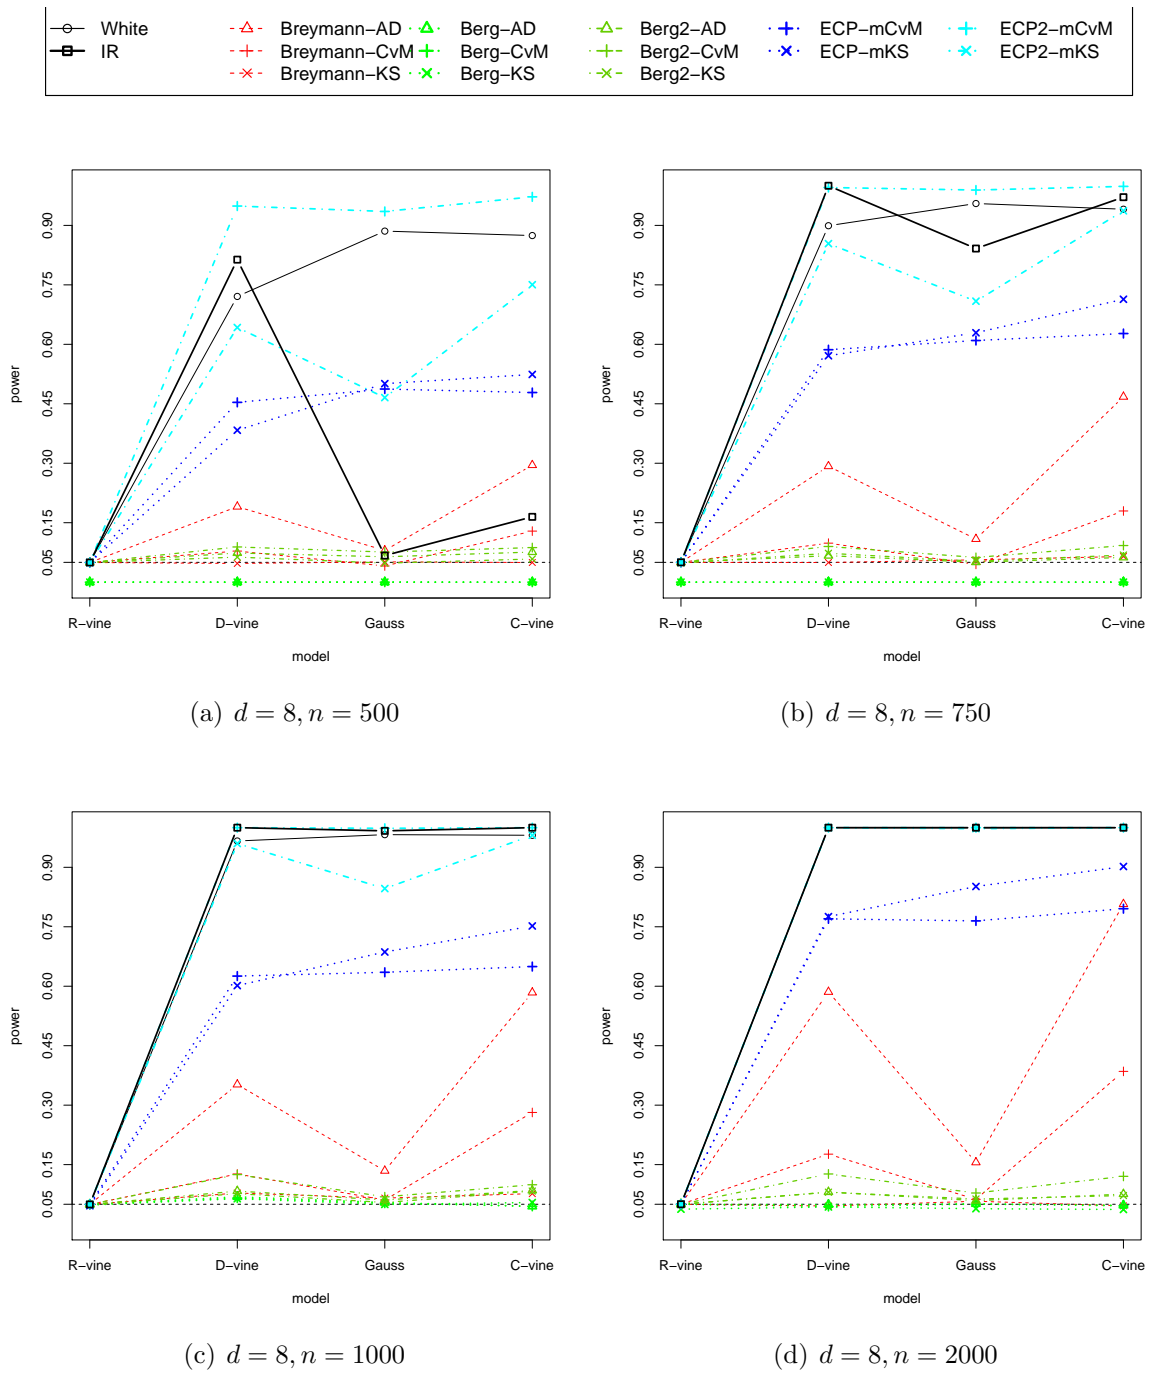 White Breymann−AD Berg−AD Berg2−AD ECP−mCvM ECP2−mCvM
IR Breymann−CvM Berg−CvM Berg2−CvM ECP−mKS ECP2−mKS
Breymann−KS Berg−KS Berg2−KS
power
0.05 0.15 0.30 0.45 0.60 0.75 0.90
R−vine D−vine Gauss C−vine
model
(a) d = 8, n = 500
power
0.05 0.15 0.30 0.45 0.60 0.75 0.90
R−vine D−vine Gauss C−vine
model
(b) d = 8, n = 750
power
0.05 0.15 0.30 0.45 0.60 0.75 0.90
R−vine D−vine Gauss C−vine
model
(c) d = 8, n = 1000
power
0.05 0.15 0.30 0.45 0.60 0.75 0.90
R−vine D−vine Gauss C−vine
model
(d) d = 8, n = 2000